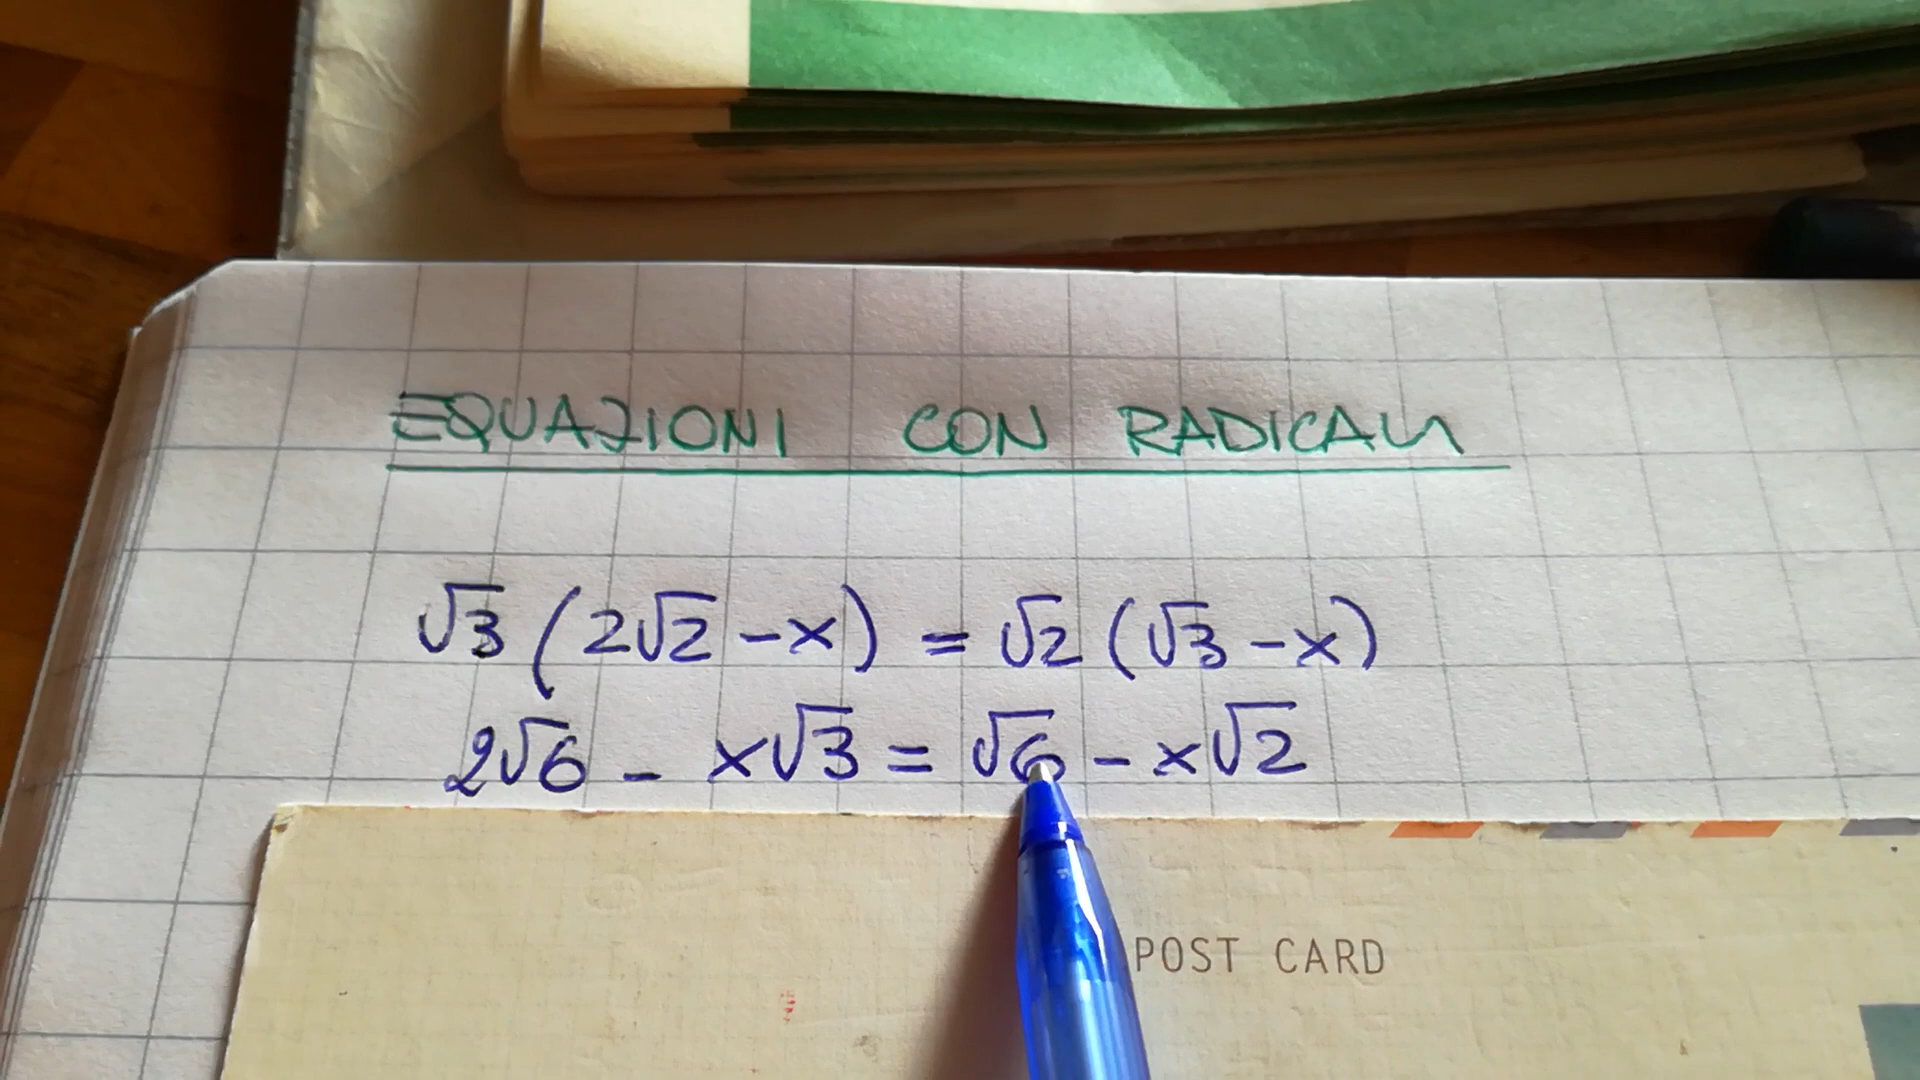 EQUAZIONI CON RADICALI
√3 (2√2 - x) = √2 (√3 - x)
2√6 - x√3 = √6 - x√2
POST CARD